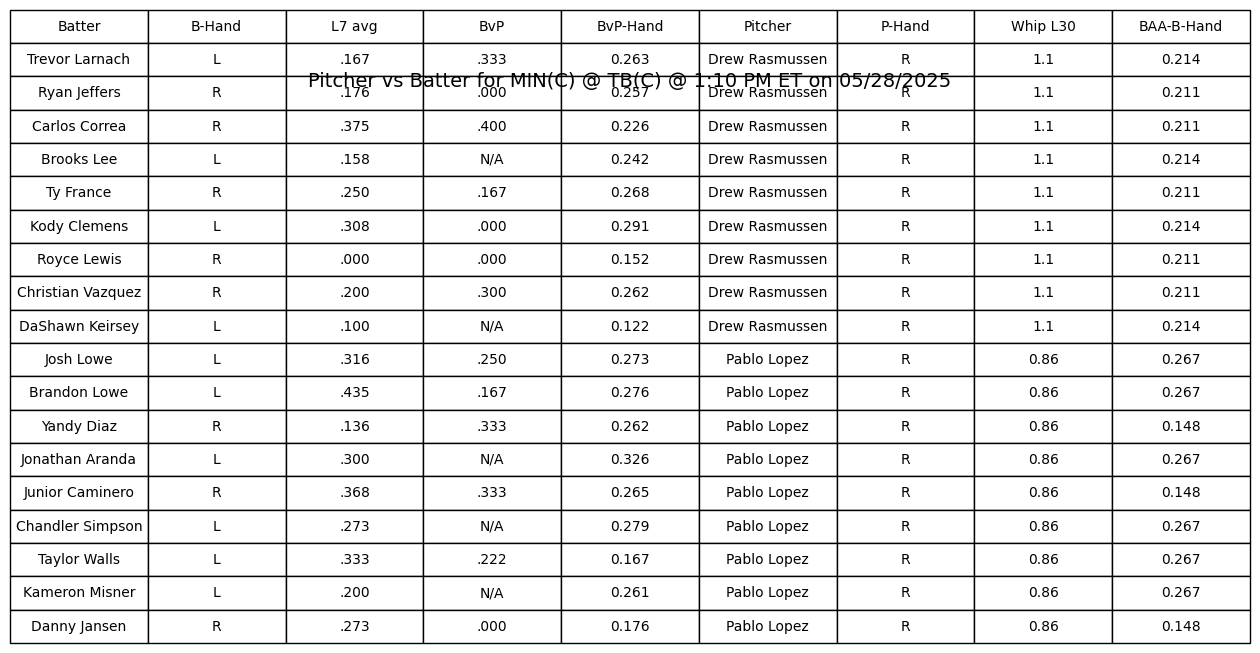 Batter B-Hand L7 avg BvP BvP-Hand Pitcher P-Hand Whip L30 BAA-B-Hand
Trevor Larnach L .167 .333 0.263 Drew Rasmussen R 1.1 0.214
Pitcher vs Batter for MIN(C) @ TB(C) @ 1:10 PM ET on 05/28/2025
Ryan Jeffers R .176 .000 0.257 Drew Rasmussen R 1.1 0.211
Carlos Correa R .375 .400 0.226 Drew Rasmussen R 1.1 0.211
Brooks Lee L .158 N/A 0.242 Drew Rasmussen R 1.1 0.214
Ty France R .250 .167 0.268 Drew Rasmussen R 1.1 0.211
Kody Clemens L .308 .000 0.291 Drew Rasmussen R 1.1 0.214
Royce Lewis R .000 .000 0.152 Drew Rasmussen R 1.1 0.211
Christian Vazquez R .200 .300 0.262 Drew Rasmussen R 1.1 0.211
DaShawn Keirsey L .100 N/A 0.122 Drew Rasmussen R 1.1 0.214
Josh Lowe L .316 .250 0.273 Pablo Lopez R 0.86 0.267
Brandon Lowe L .435 .167 0.276 Pablo Lopez R 0.86 0.267
Yandy Diaz R .136 .333 0.262 Pablo Lopez R 0.86 0.148
Jonathan Aranda L .300 N/A 0.326 Pablo Lopez R 0.86 0.267
Junior Caminero R .368 .333 0.265 Pablo Lopez R 0.86 0.148
Chandler Simpson L .273 N/A 0.279 Pablo Lopez R 0.86 0.267
Taylor Walls L .333 .222 0.167 Pablo Lopez R 0.86 0.267
Kameron Misner L .200 N/A 0.261 Pablo Lopez R 0.86 0.267
Danny Jansen R .273 .000 0.176 Pablo Lopez R 0.86 0.148